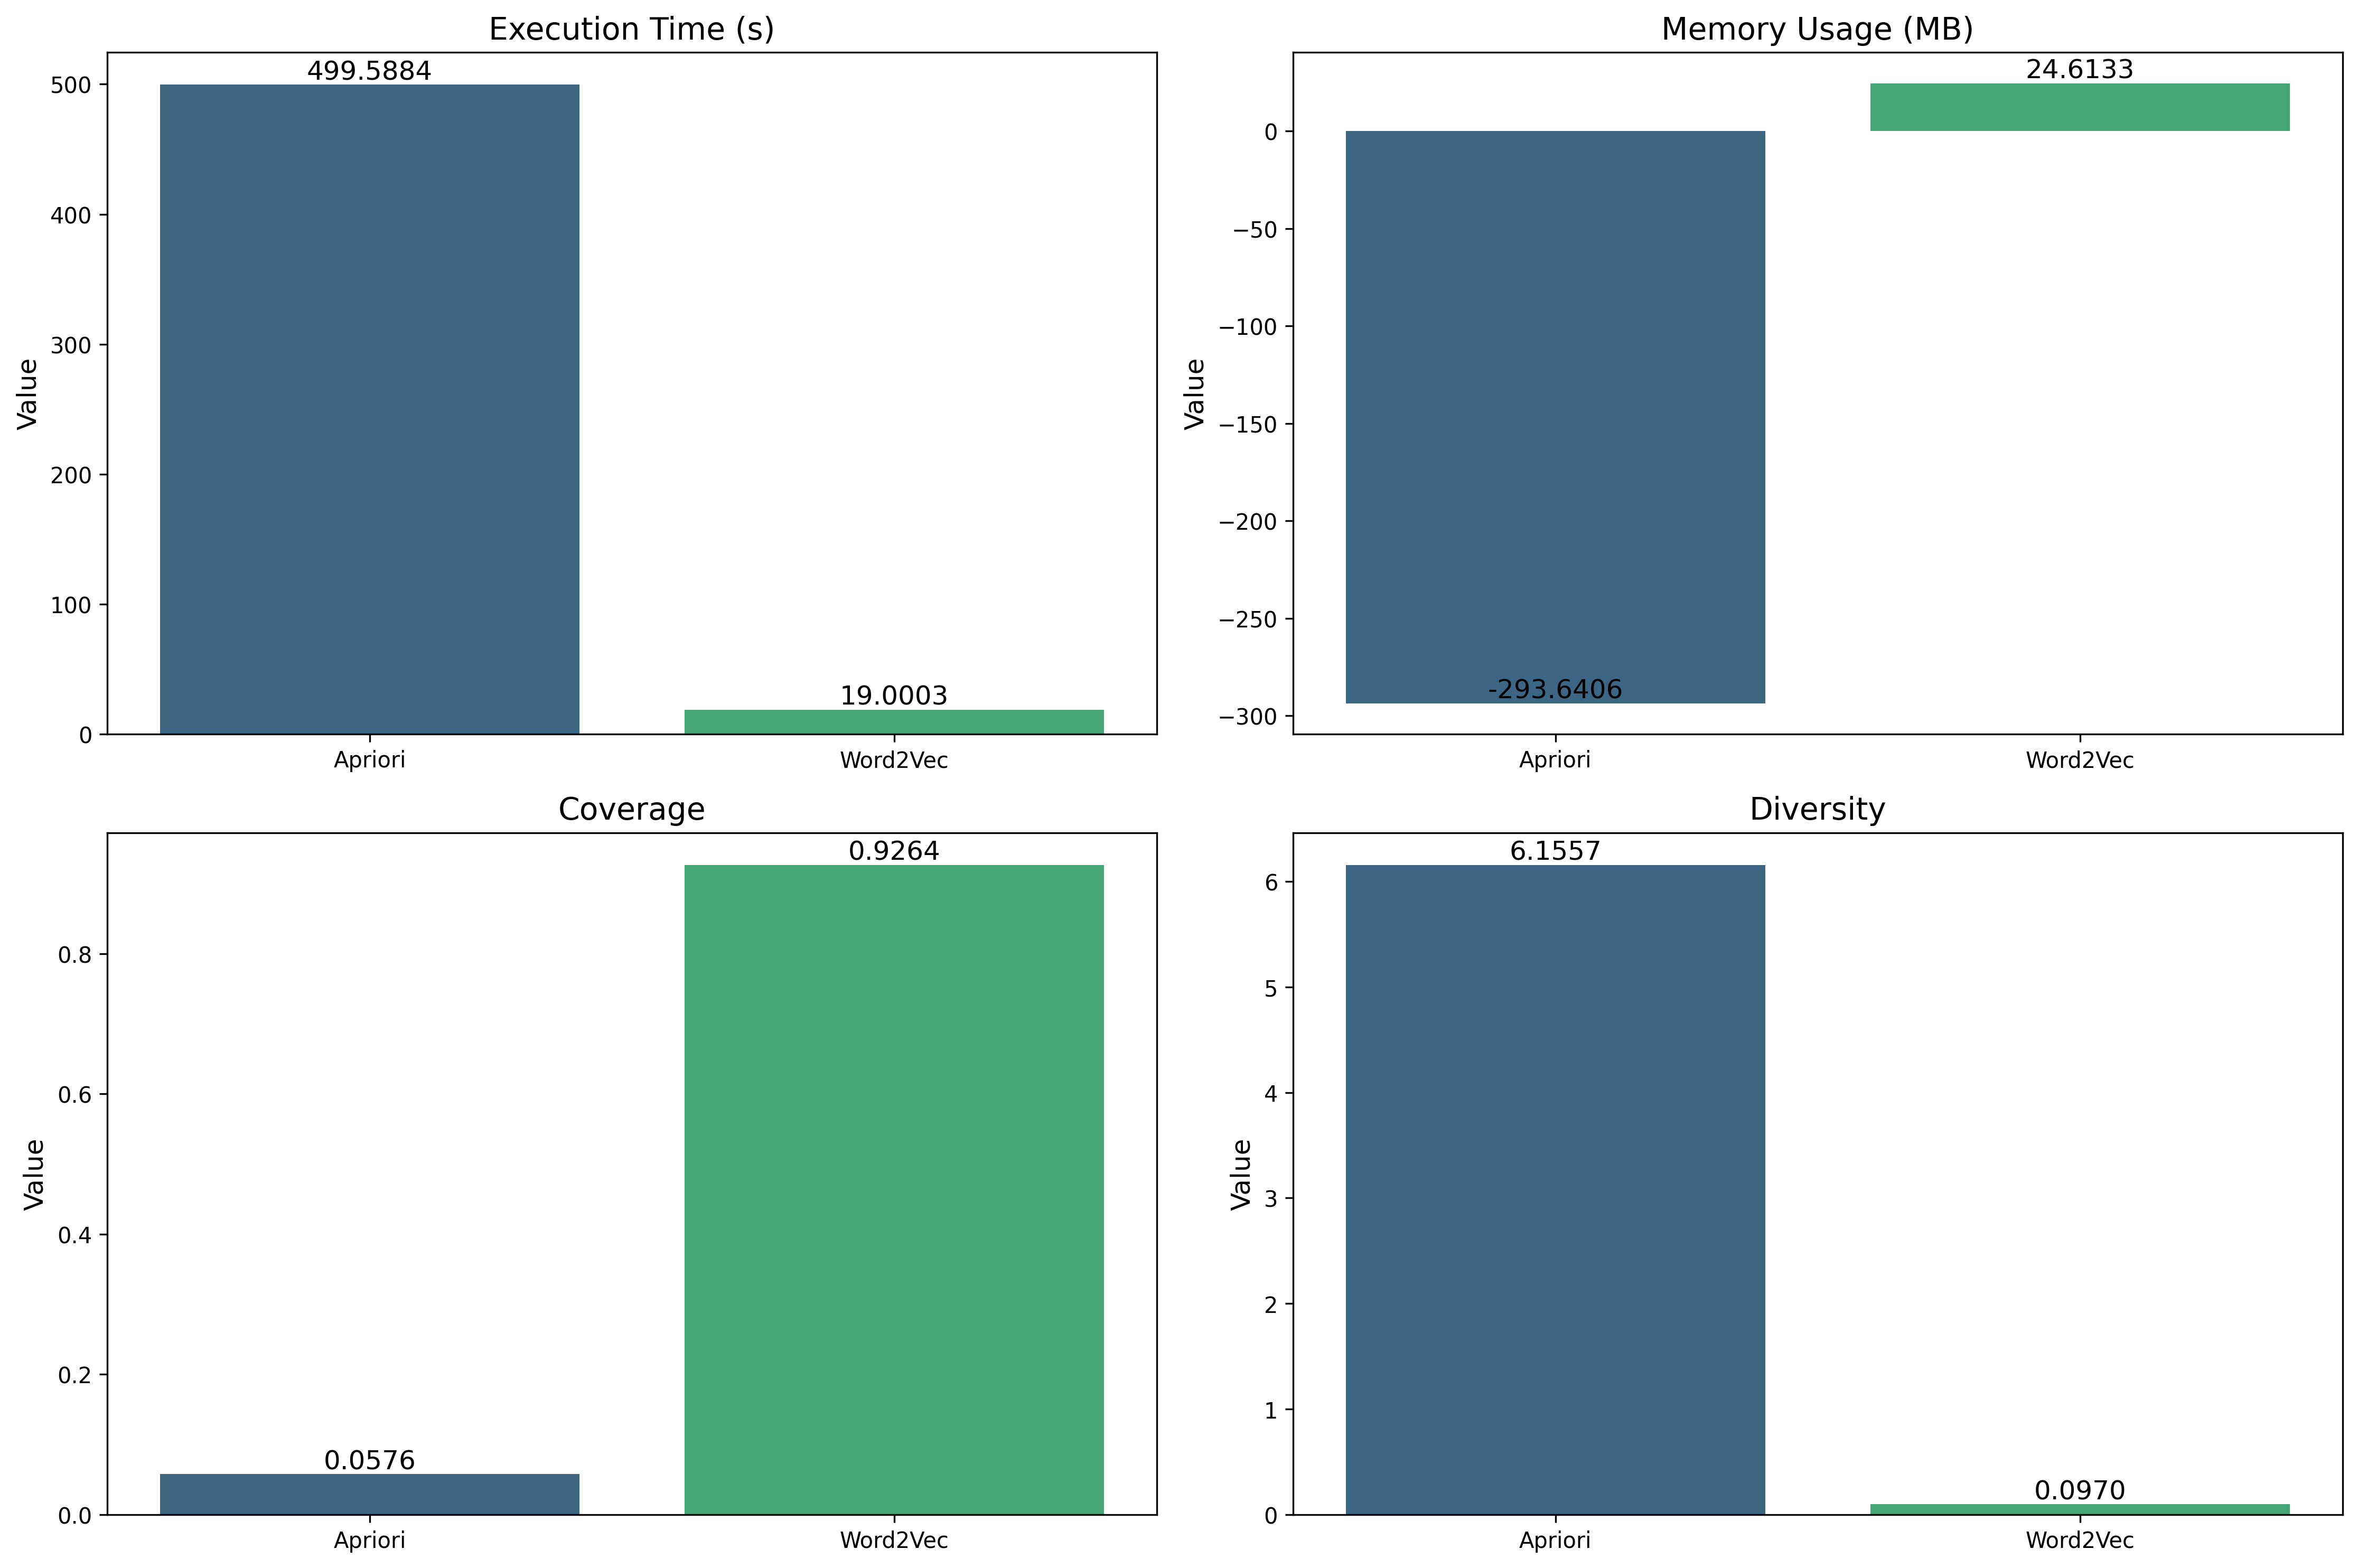 Execution Time (s)
499.5884
500
400
300
200
100
0
Value
19.0003
Apriori
Word2Vec
Memory Usage (MB)
24.6133
0
−50
−100
−150
−200
−250
−300
Value
-293.6406
Apriori
Word2Vec
Coverage
0.9264
0.8
0.6
0.4
0.2
0.0
Value
0.0576
Apriori
Word2Vec
Diversity
6.1557
6
5
4
3
2
1
0
Value
0.0970
Apriori
Word2Vec